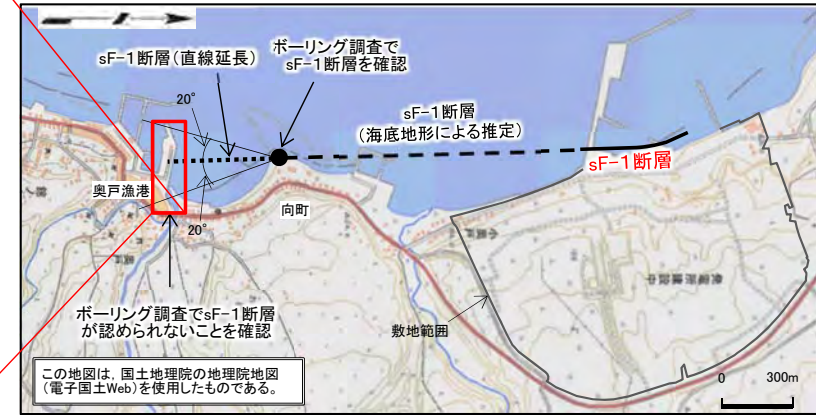 sF-1断層(直線延長)
ボーリング調査で
sF-1断層を確認
20°
sF-1断層
(海底地形による推定)
sF-1断層
奥戸漁港
向町
20°
ボーリング調査でsF-1断層
が認められないことを確認
敷地範囲
この地図は，国土地理院の地理院地図
(電子国土Web)を使用したものである。
0 300m